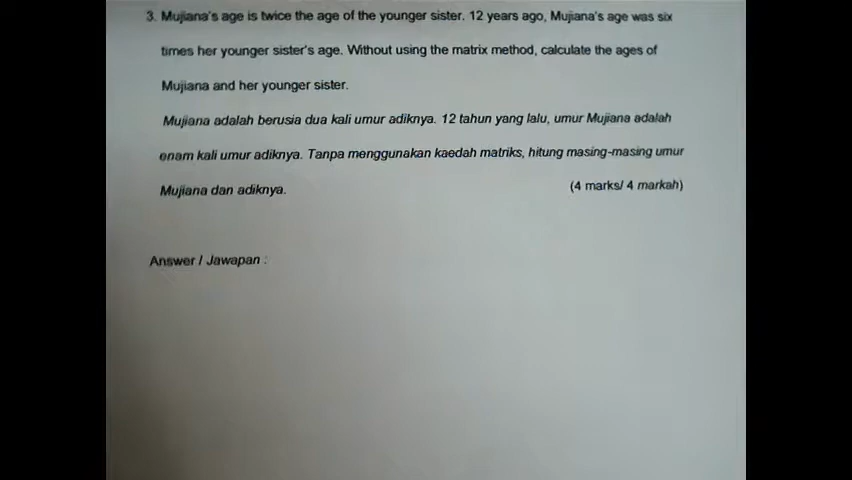 3. Mujiana's age is twice the age of the younger sister. 12 years ago, Mujiana's age was six
times her younger sister's age. Without using the matrix method, calculate the ages of
Mujiana and her younger sister.
Mujiana adalah berusia dua kali umur adiknya. 12 tahun yang lalu, umur Mujiana adalah
enam kali umur adiknya. Tanpa menggunakan kaedah matriks, hitung masing-masing umur
Mujiana dan adiknya. (4 marks/ 4 markah)
Answer / Jawapan :